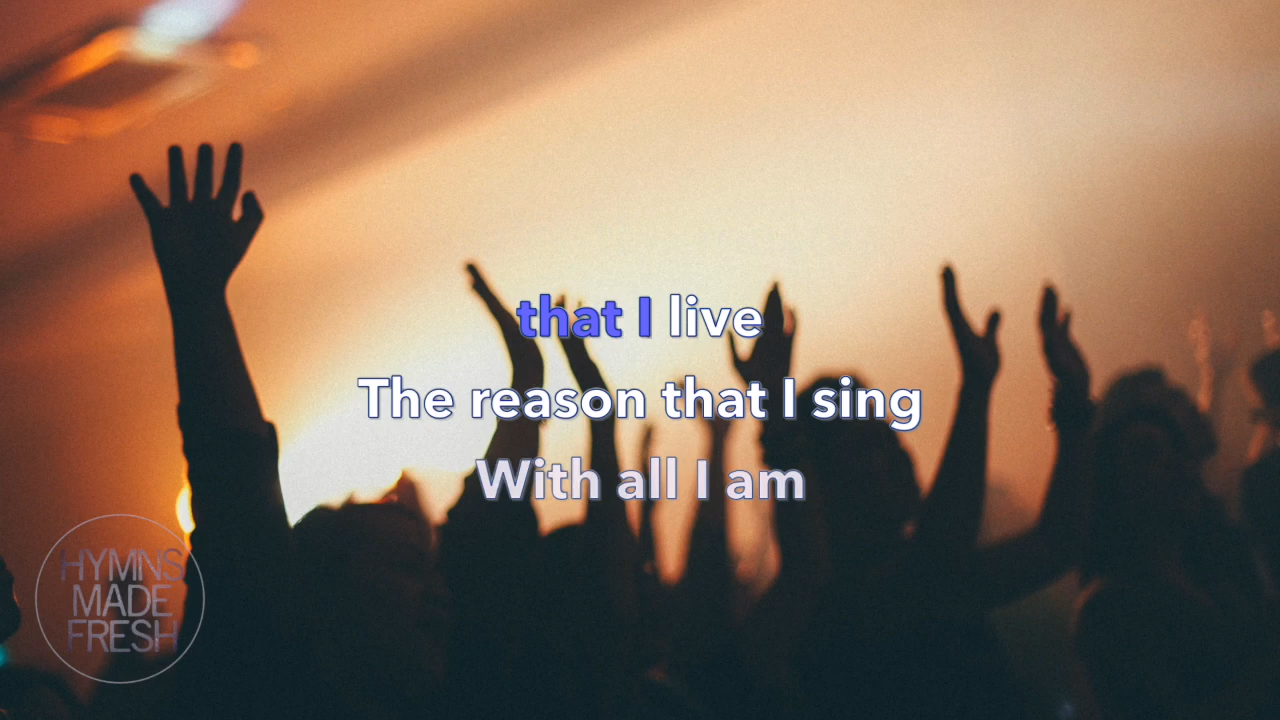 that I live
The reason that I sing
With all I am
HYMNS
MADE
FRESH